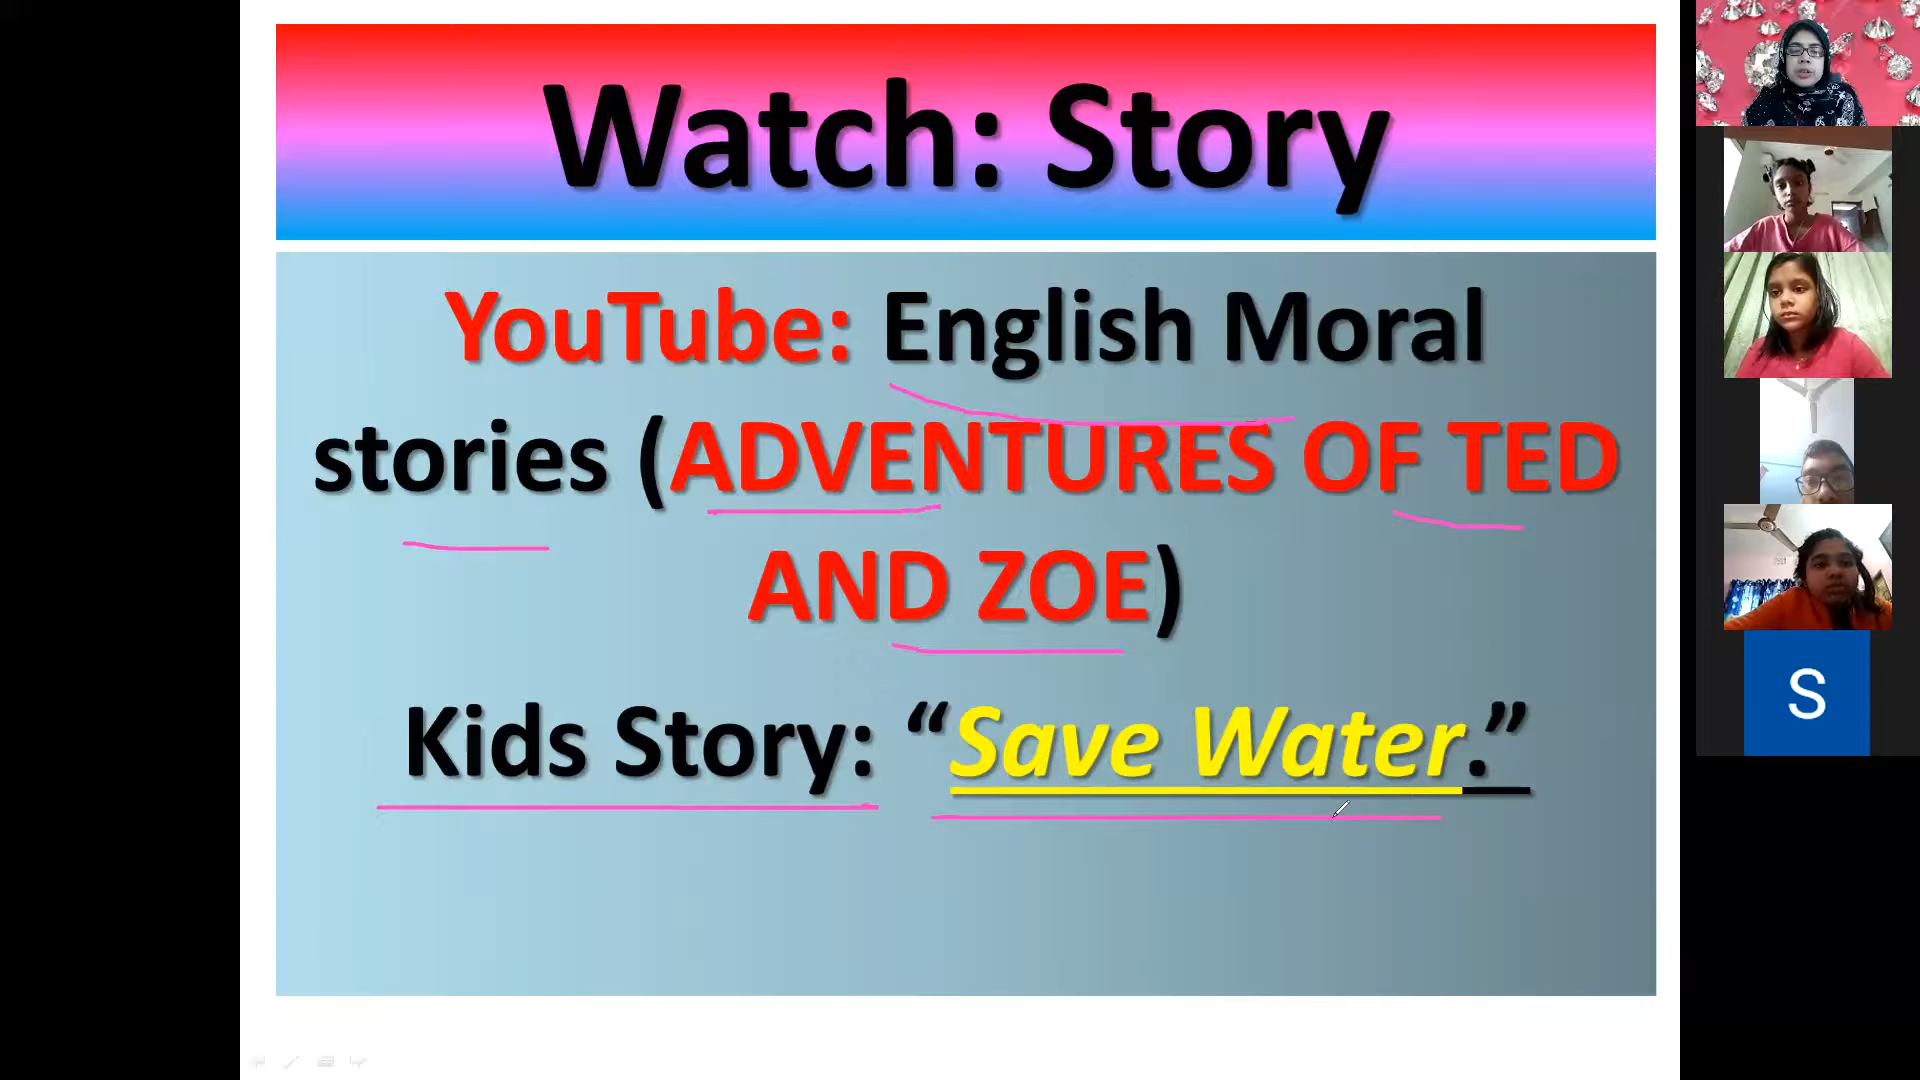 Watch: Story
YouTube: English Moral
stories (ADVENTURES OF TED
AND ZOE)
Kids Story: “Save Water.”
S